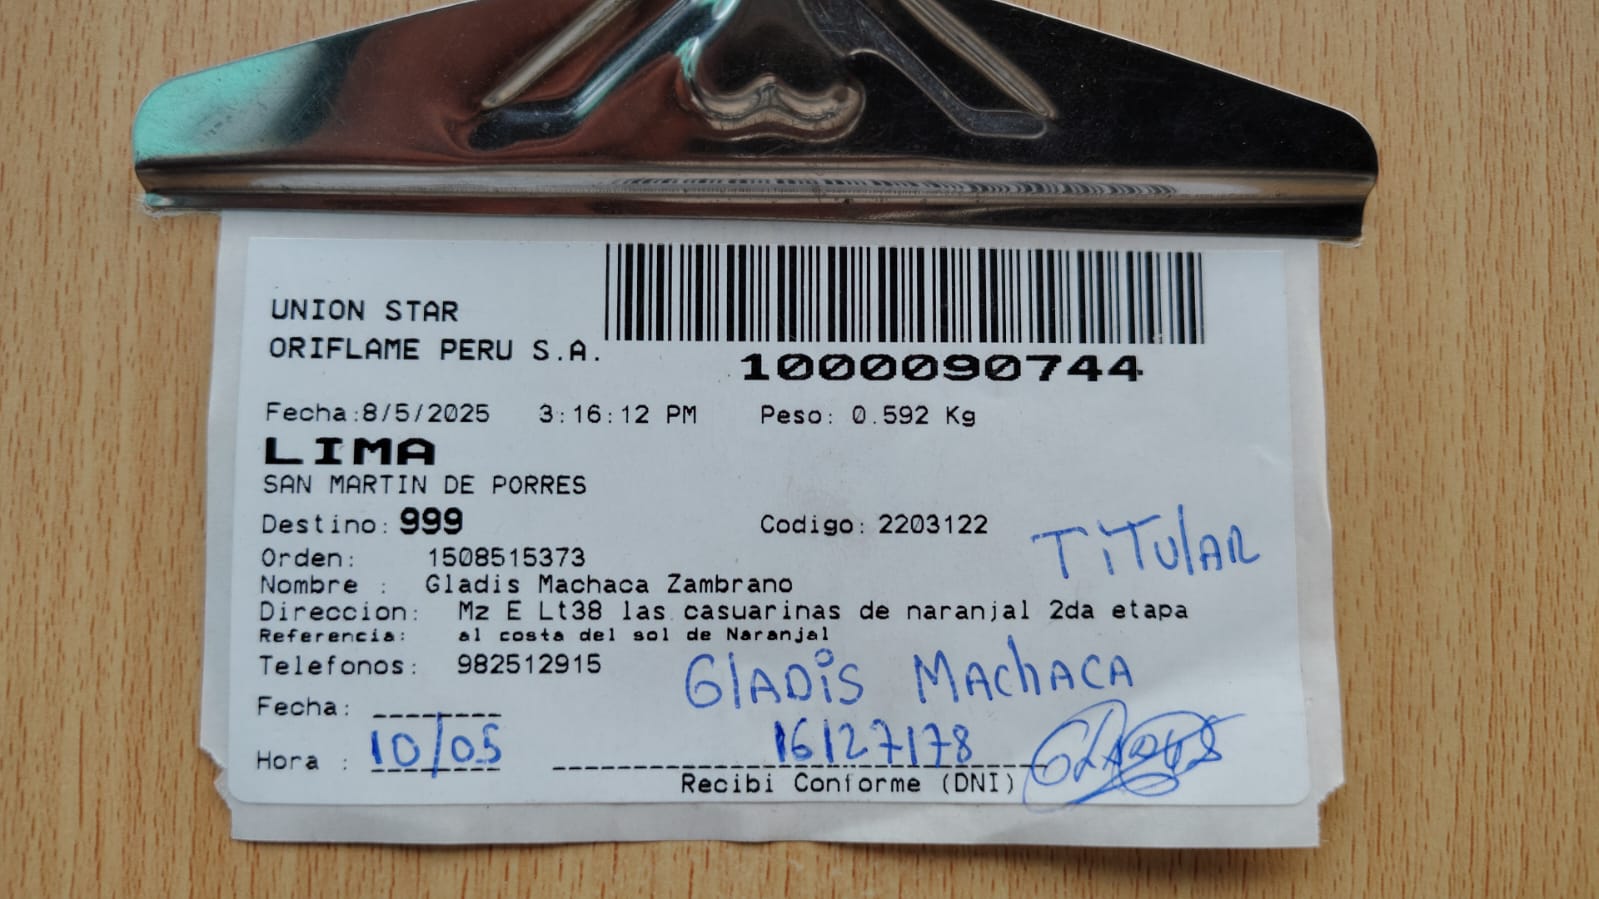 UNION STAR
ORIFLAME PERU S.A.
1000090744
Fecha:8/5/2025 3:16:12 PM Peso: 0.592 Kg
LIMA
SAN MARTIN DE PORRES
Destino: 999 Codigo: 2203122
TiTulAR
Orden: 1508515373
Nombre : Gladis Machaca Zambrano
Direccion: Mz E Lt38 las casuarinas de naranjal 2da etapa
Referencia: al costa del sol de Naranjal
Telefonos: 982512915
GlADiS MAChACA
Fecha:
16127178
Hora : 10/05
GLADYS
Recibi Conforme (DNI)